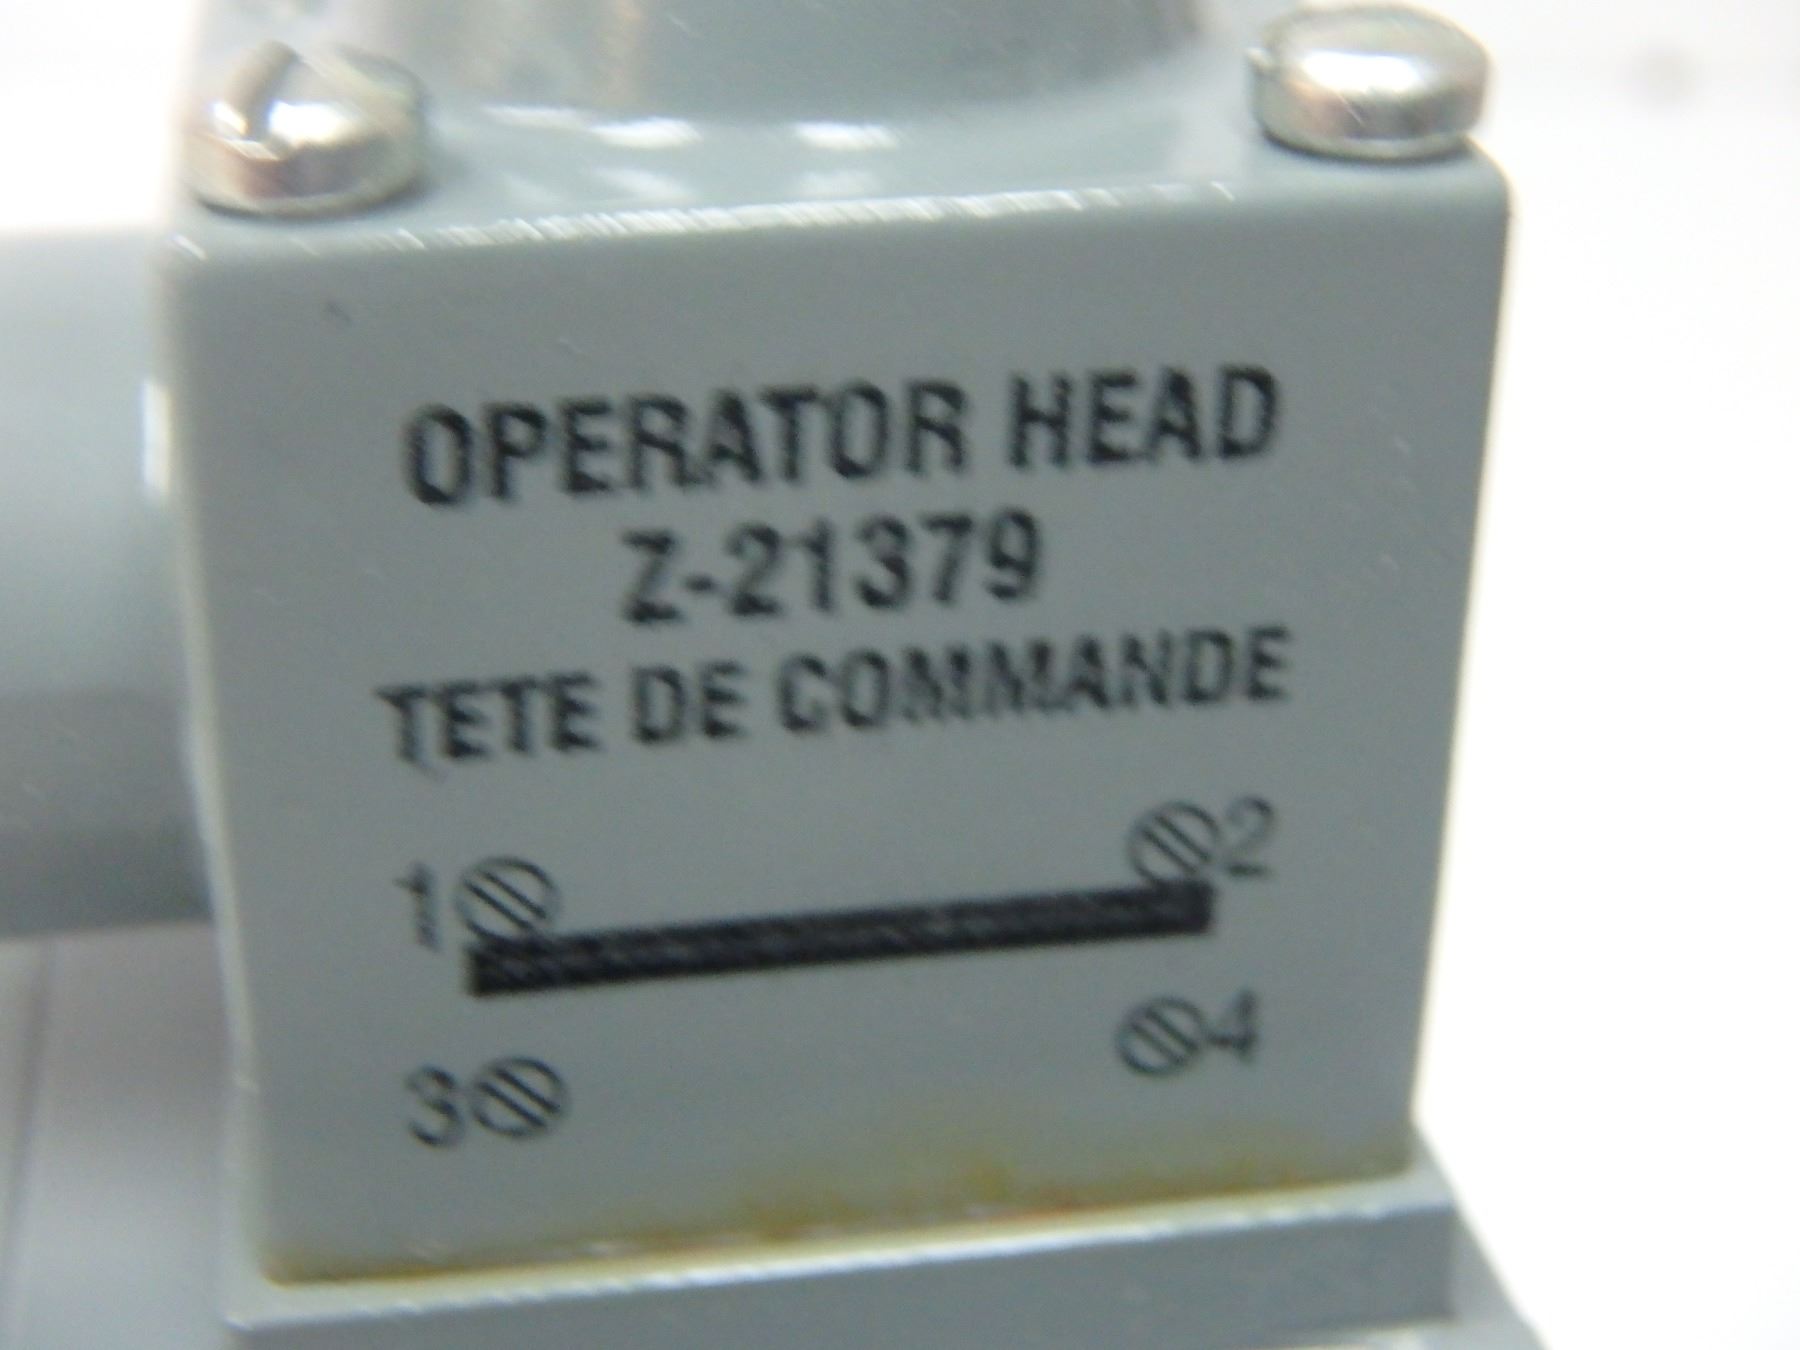 OPERATOR HEAD
Z-21379
TETE DE COMMANDE
1 2
3 4